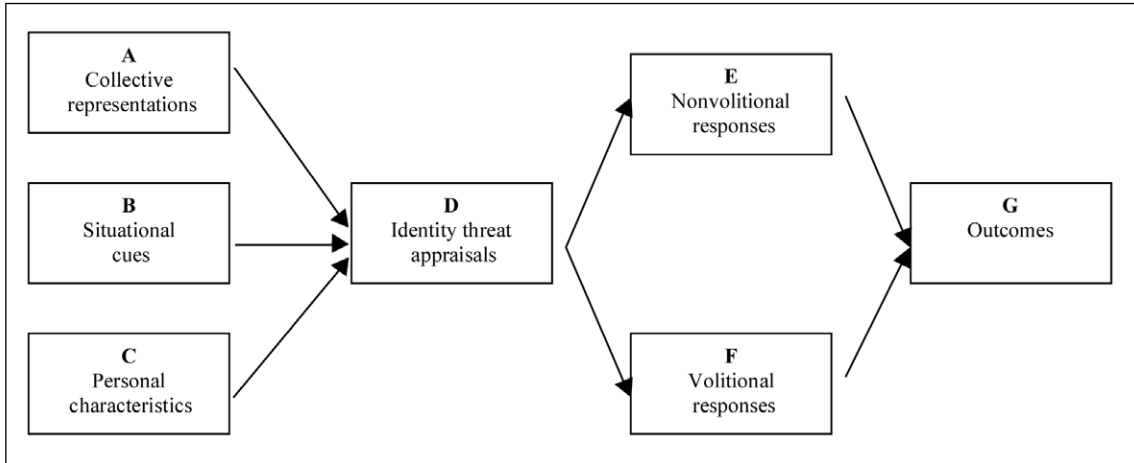 A
Collective
representations
B
Situational
cues
C
Personal
characteristics
D
Identity threat
appraisals
E
Nonvolitional
responses
F
Volitional
responses
G
Outcomes